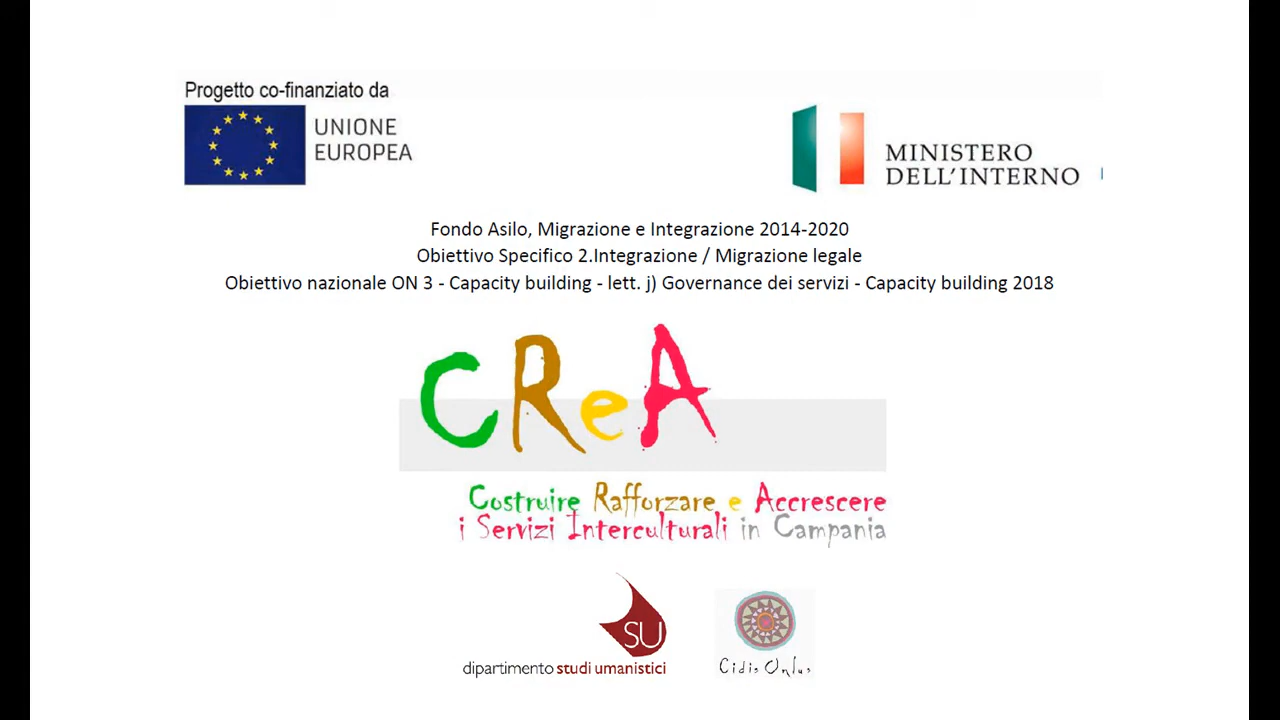 Progetto co-finanziato da
UNIONE
EUROPEA
MINISTERO
DELL'INTERNO
Fondo Asilo, Migrazione e Integrazione 2014-2020
Obiettivo Specifico 2.Integrazione / Migrazione legale
Obiettivo nazionale ON 3 - Capacity building - lett. j) Governance dei servizi - Capacity building 2018
CReA
Costruire Rafforzare e Accrescere
i Servizi Interculturali in Campania
SU
dipartimento studi umanistici
Cidis Onlus